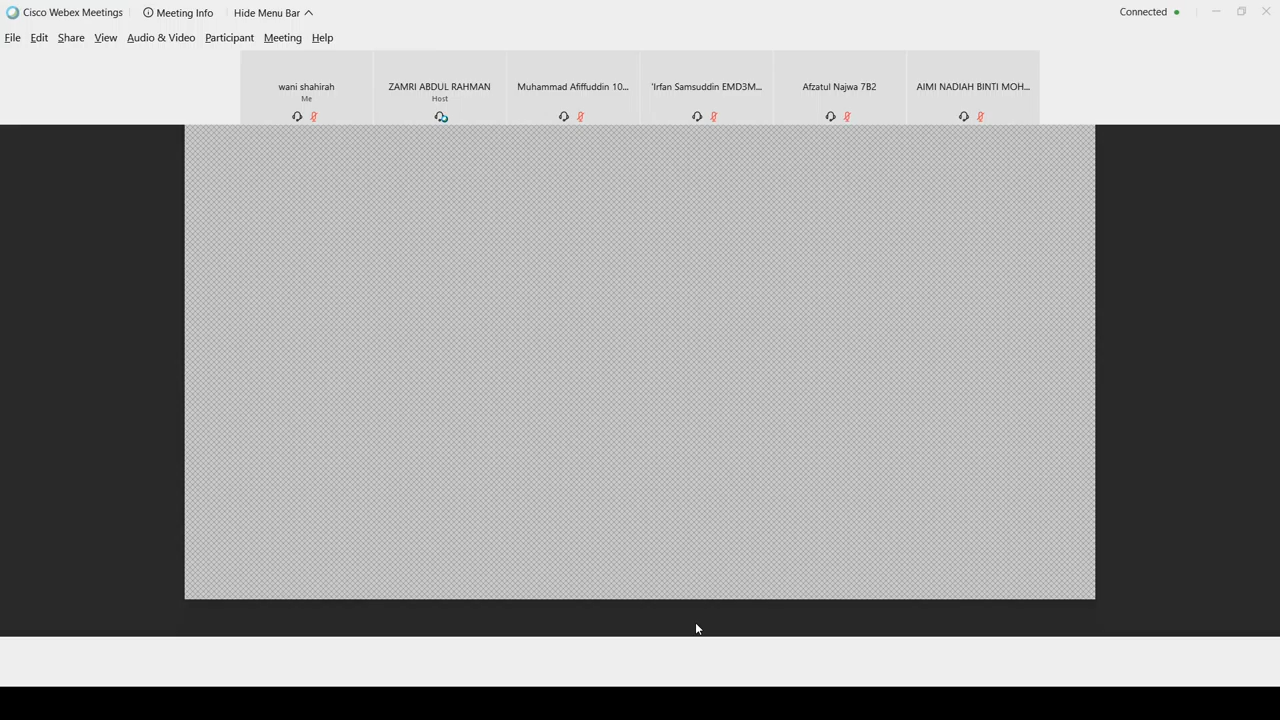 Cisco Webex Meetings Meeting Info Hide Menu Bar Connected
File Edit Share View Audio & Video Participant Meeting Help
wani shahirah ZAMRI ABDUL RAHMAN Muhammad Afiffuddin 10... 'Irfan Samsuddin EMD3M... Afzatul Najwa 7B2 AIMI NADIAH BINTI MOH...
Me Host